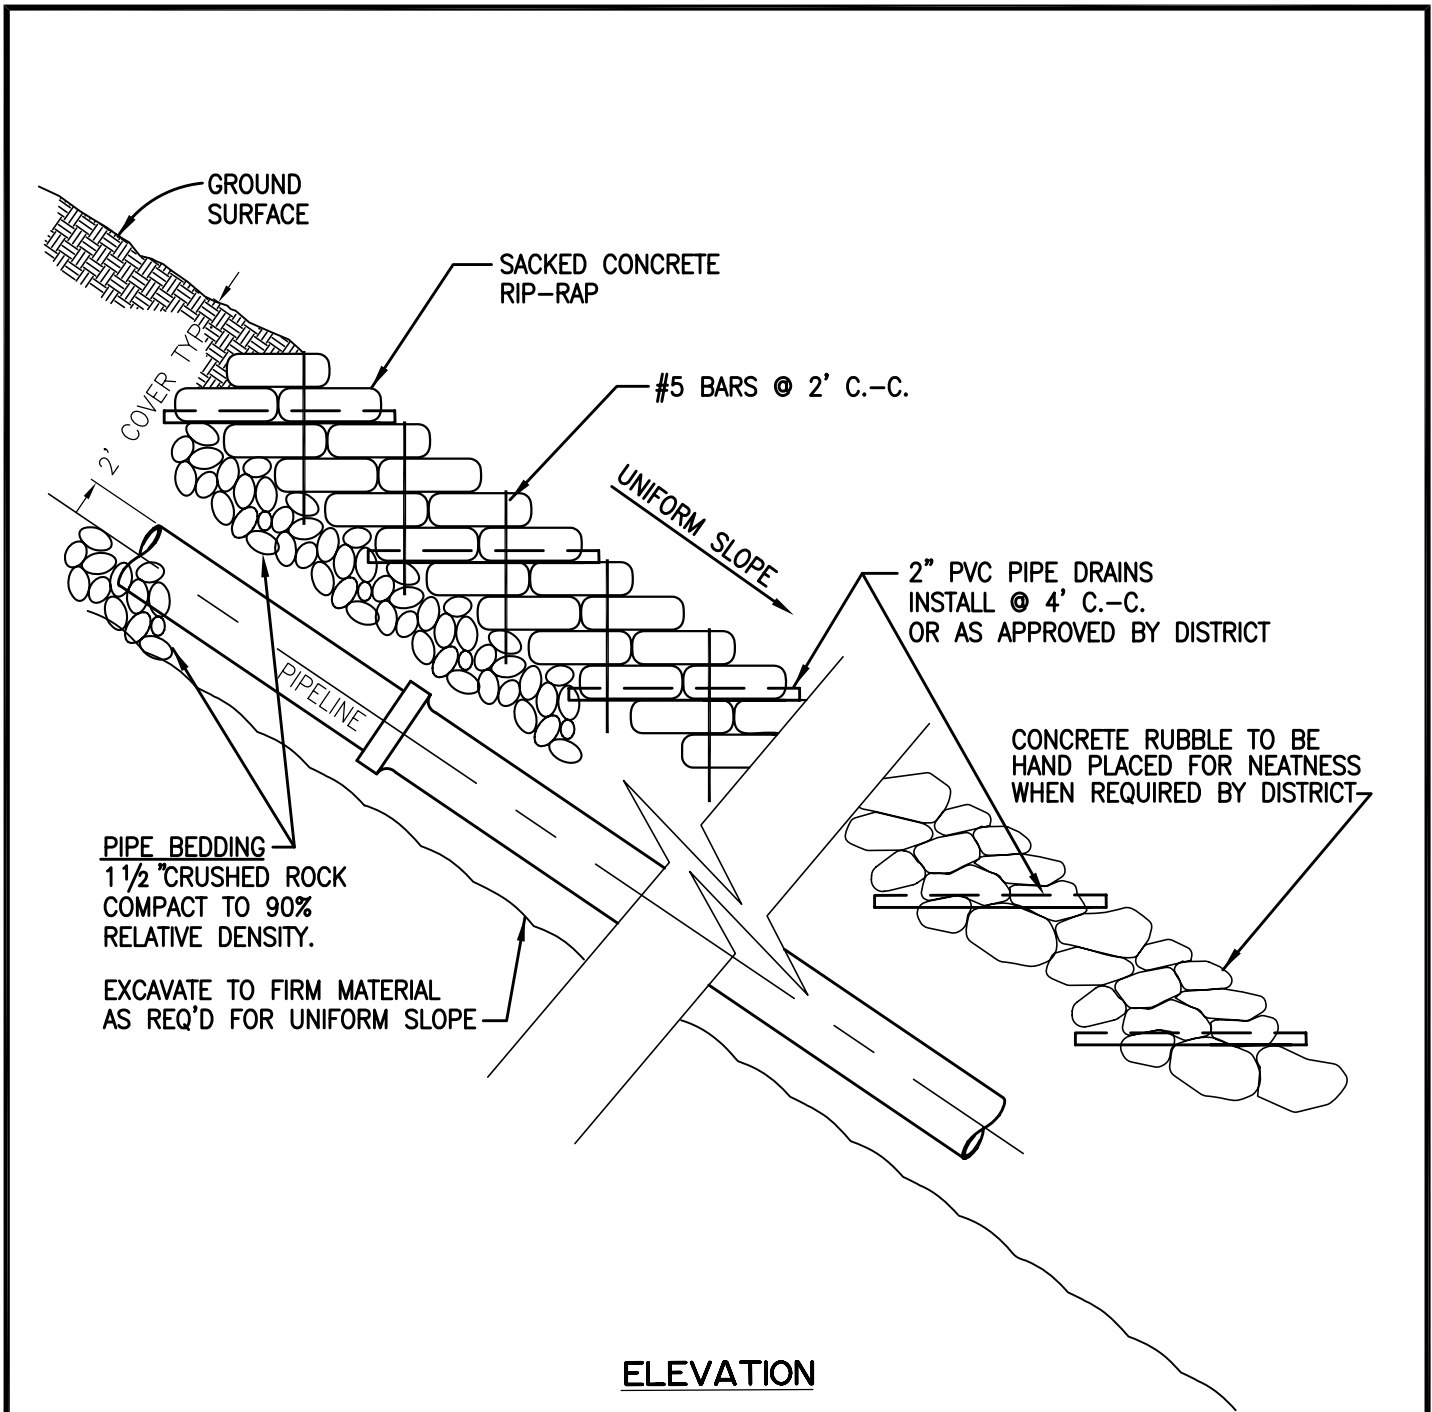 GROUND
SURFACE
SACKED CONCRETE
RIP-RAP
2' COVER TYP.
#5 BARS @ 2' C.-C.
UNIFORM SLOPE
2" PVC PIPE DRAINS
INSTALL @ 4' C.-C.
OR AS APPROVED BY DISTRICT
PIPELINE
CONCRETE RUBBLE TO BE
HAND PLACED FOR NEATNESS
WHEN REQUIRED BY DISTRICT
PIPE BEDDING
1 1/2 "CRUSHED ROCK
COMPACT TO 90%
RELATIVE DENSITY.
EXCAVATE TO FIRM MATERIAL
AS REQ'D FOR UNIFORM SLOPE
ELEVATION